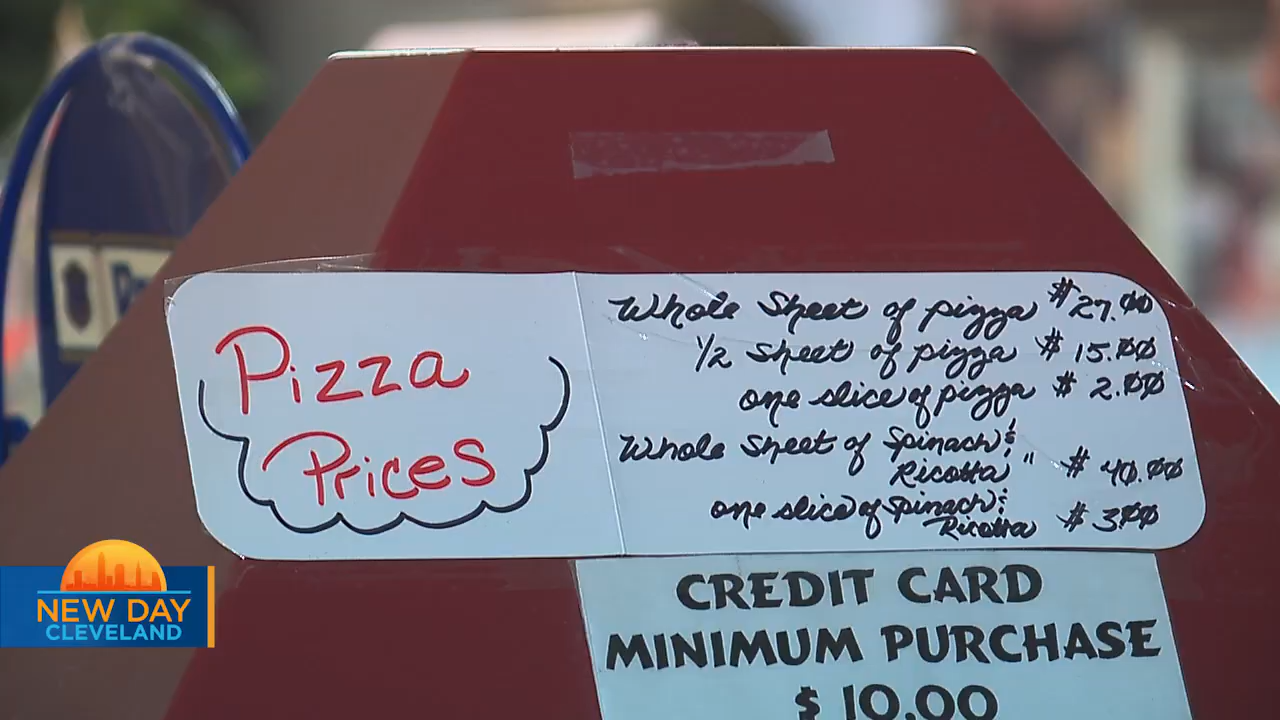 Pizza
Prices
Whole Sheet of pizza $27.00
1/2 sheet of pizza $ 15.00
one slice of pizza $ 2.00
Whole Sheet of Spinach &
Ricotta " $ 40.00
one slice of Spinach &
Ricotta $ 3.00
CREDIT CARD
MINIMUM PURCHASE
$ 10.00
NEW DAY
CLEVELAND